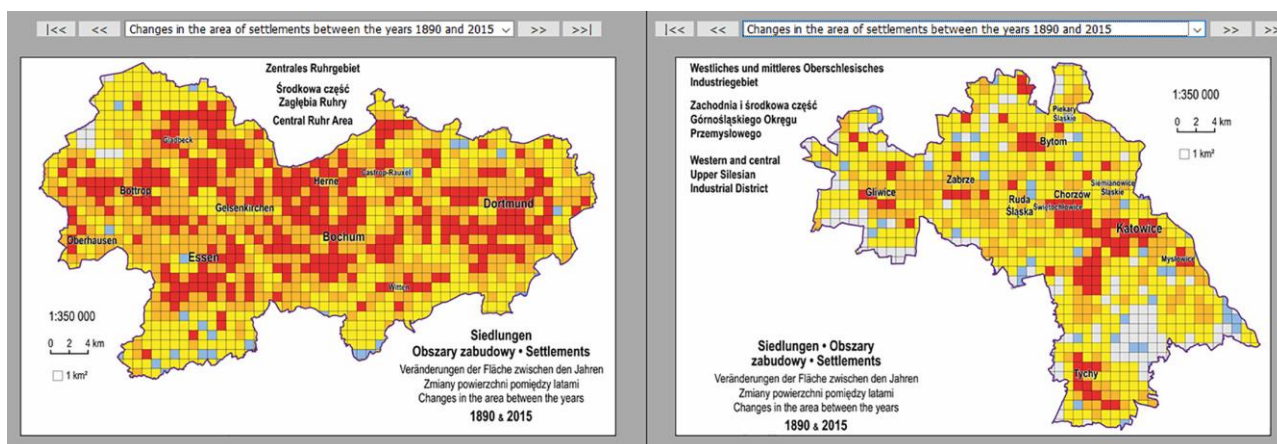 |<< << Changes in the area of settlements between the years 1890 and 2015 >> >>|
Zentrales Ruhrgebiet
Środkowa część
Zagłębia Ruhry
Central Ruhr Area
Gladbeck
Bottrop
Oberhausen
Gelsenkirchen
Herne
Castrop-Rauxel
Dortmund
Bochum
Essen
Witten
1:350 000
0 2 4 km
1 km²
Siedlungen
Obszary zabudowy • Settlements
Veränderungen der Fläche zwischen den Jahren
Zmiany powierzchni pomiędzy latami
Changes in the area between the years
1890 & 2015
|<< << Changes in the area of settlements between the years 1890 and 2015 >> >>
Westliches und mittleres Oberschlesisches
Industriegebiet
Zachodnia i środkowa część
Górnośląskiego Okręgu
Przemysłowego
Western and central
Upper Silesian
Industrial District
1:350 000
0 2 4 km
1 km²
Piekary
Śląskie
Bytom
Gliwice
Zabrze
Ruda
Śląska
Chorzów
Świętochłowice
Siemianowice
Śląskie
Katowice
Mysłowice
Tychy
Siedlungen • Obszary
zabudowy • Settlements
Veränderungen der Fläche zwischen den Jahren
Zmiany powierzchni pomiędzy latami
Changes in the area between the years
1890 & 2015